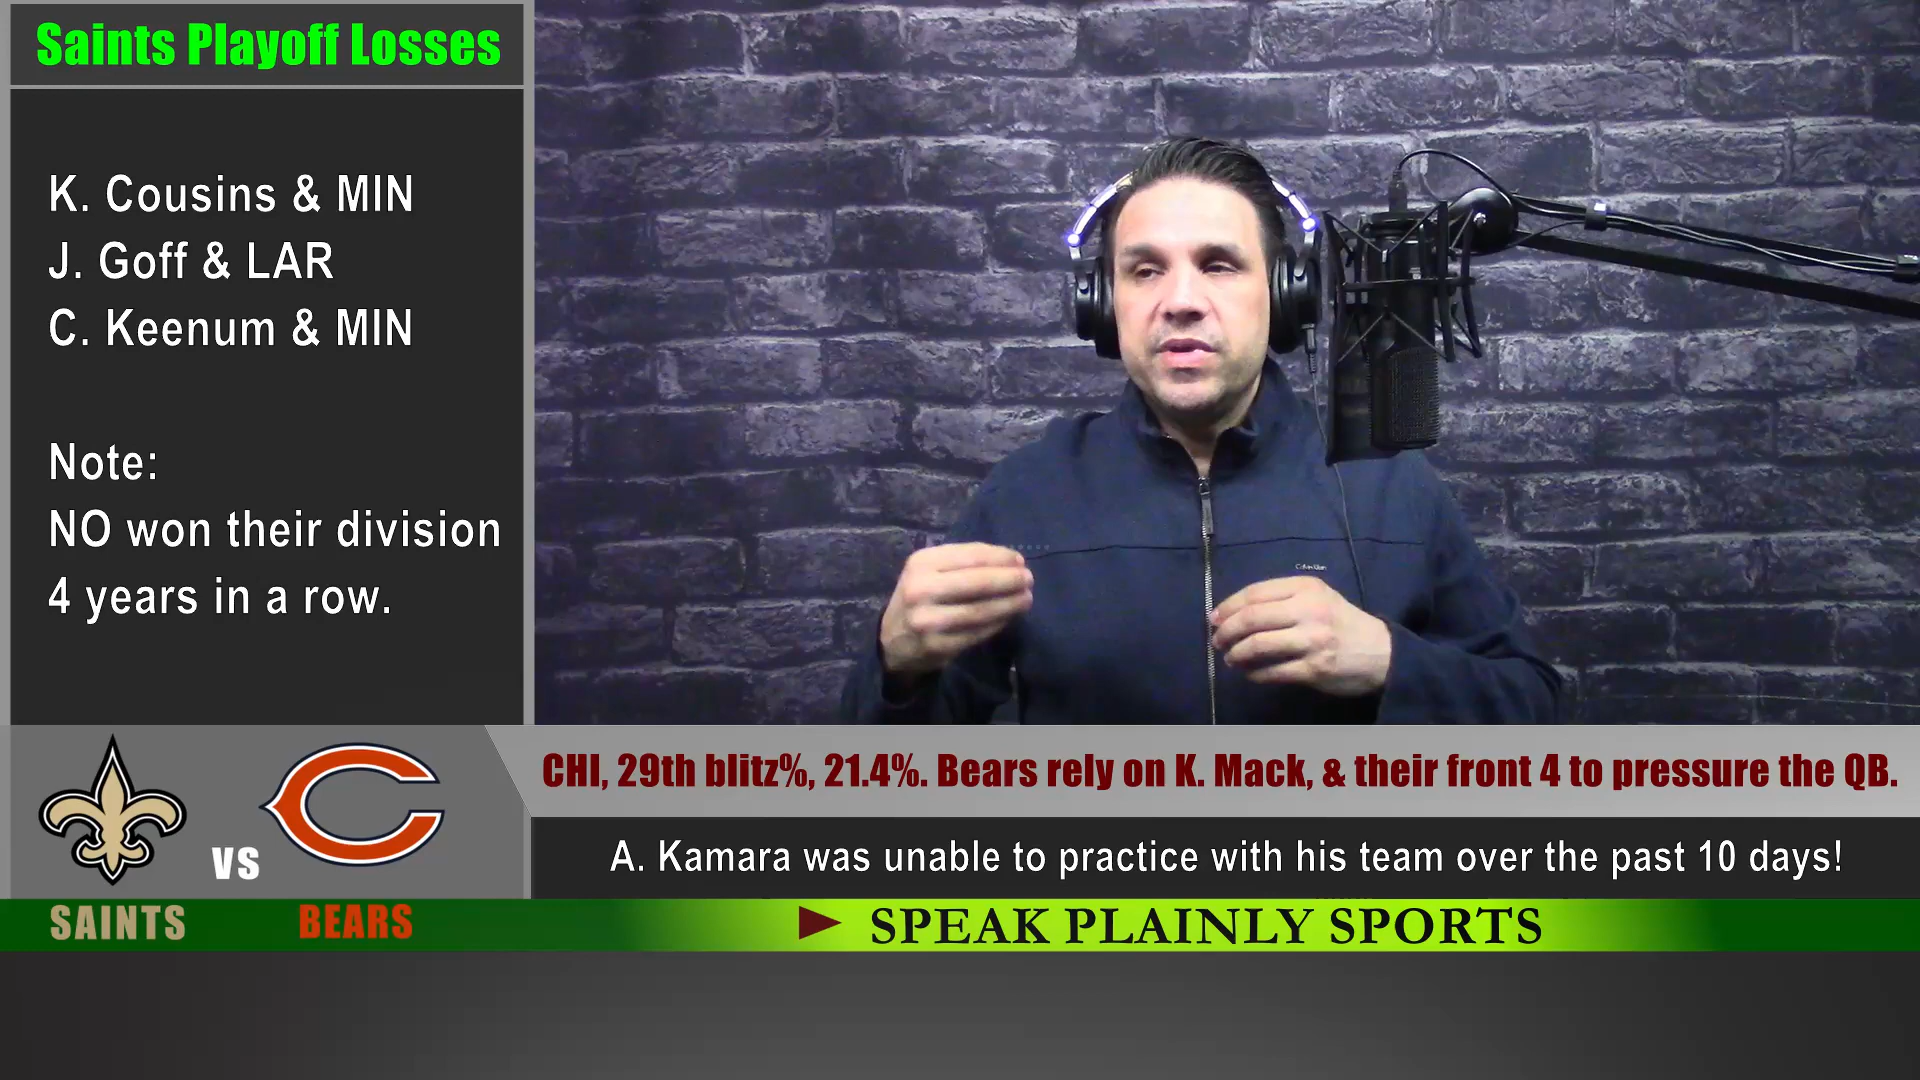 Saints Playoff Losses
K. Cousins & MIN
J. Goff & LAR
C. Keenum & MIN
Note:
NO won their division
4 years in a row.
Calvin Klein
CHI, 29th blitz%, 21.4%. Bears rely on K. Mack, & their front 4 to pressure the QB.
VS
A. Kamara was unable to practice with his team over the past 10 days!
SAINTS
BEARS
SPEAK PLAINLY SPORTS